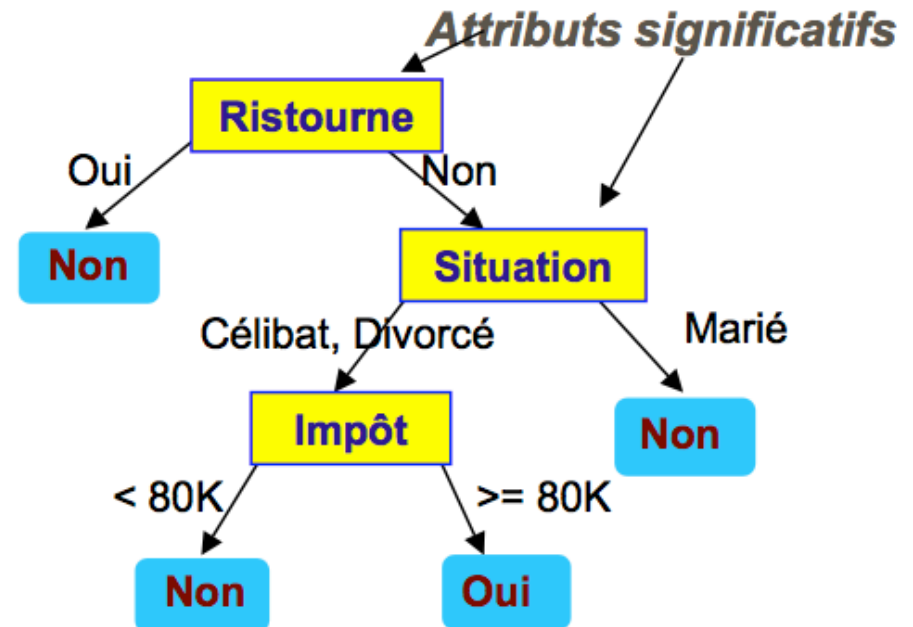 Attributs significatifs
Ristourne
Oui
Non
Non
Situation
Célibat, Divorcé
Marié
Impôt
Non
< 80K
>= 80K
Non
Oui